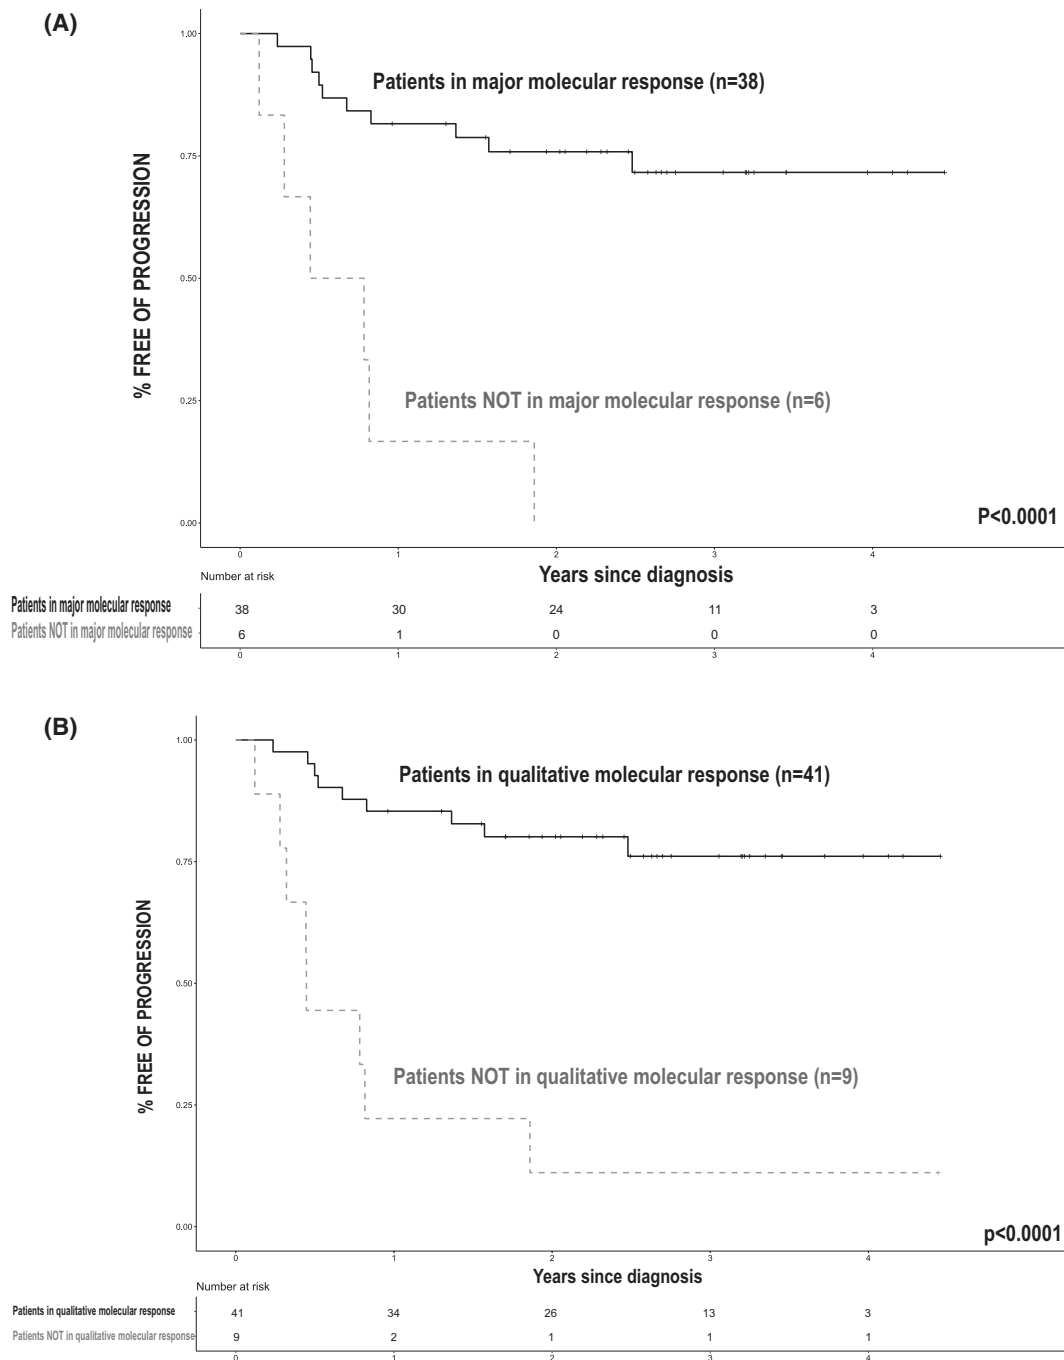 (A)
1.00
Patients in major molecular response (n=38)
0.75
% FREE OF PROGRESSION
0.50
Patients NOT in major molecular response (n=6)
0.25
0.00
P<0.0001
0 1 2 3 4
Number at risk
Years since diagnosis
Patients in major molecular response 38 30 24 11 3
Patients NOT in major molecular response 6 1 0 0 0
0 1 2 3 4
(B)
1.00
Patients in qualitative molecular response (n=41)
0.75
% FREE OF PROGRESSION
0.50
Patients NOT in qualitative molecular response (n=9)
0.25
0.00
p<0.0001
0 1 2 3 4
Years since diagnosis
Number at risk
Patients in qualitative molecular response 41 34 26 13 3
Patients NOT in qualitative molecular response 9 2 1 1 1
0 1 2 3 4